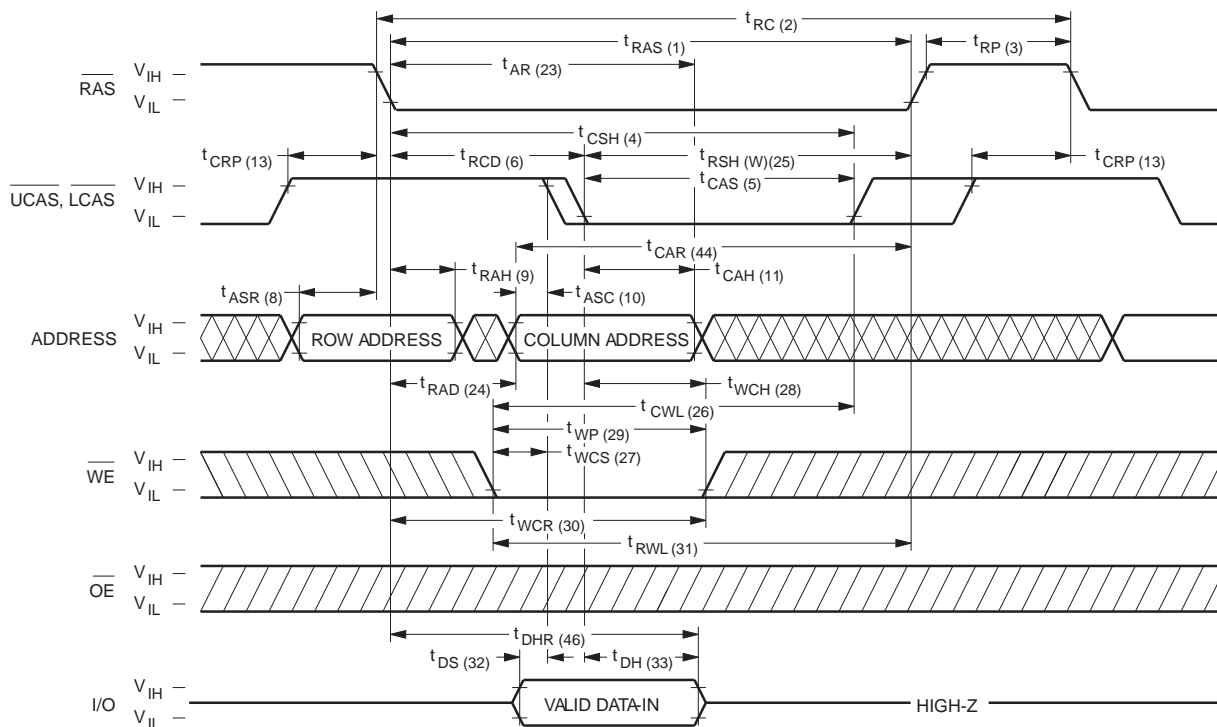 tRC (2)
tRAS (1)
tRP (3)
tAR (23)
RAS
VIH
VIL
tCSH (4)
tCRP (13)
tRCD (6)
tRSH (W)(25)
tCRP (13)
tCAS (5)
UCAS, LCAS
VIH
VIL
tCAR (44)
tRAH (9)
tCAH (11)
tASR (8)
tASC (10)
ADDRESS
VIH
VIL
ROW ADDRESS
COLUMN ADDRESS
tRAD (24)
tWCH (28)
tCWL (26)
tWP (29)
tWCS (27)
WE
VIH
VIL
tWCR (30)
tRWL (31)
OE
VIH
VIL
tDHR (46)
tDS (32)
tDH (33)
I/O
VIH
VIL
VALID DATA-IN
HIGH-Z